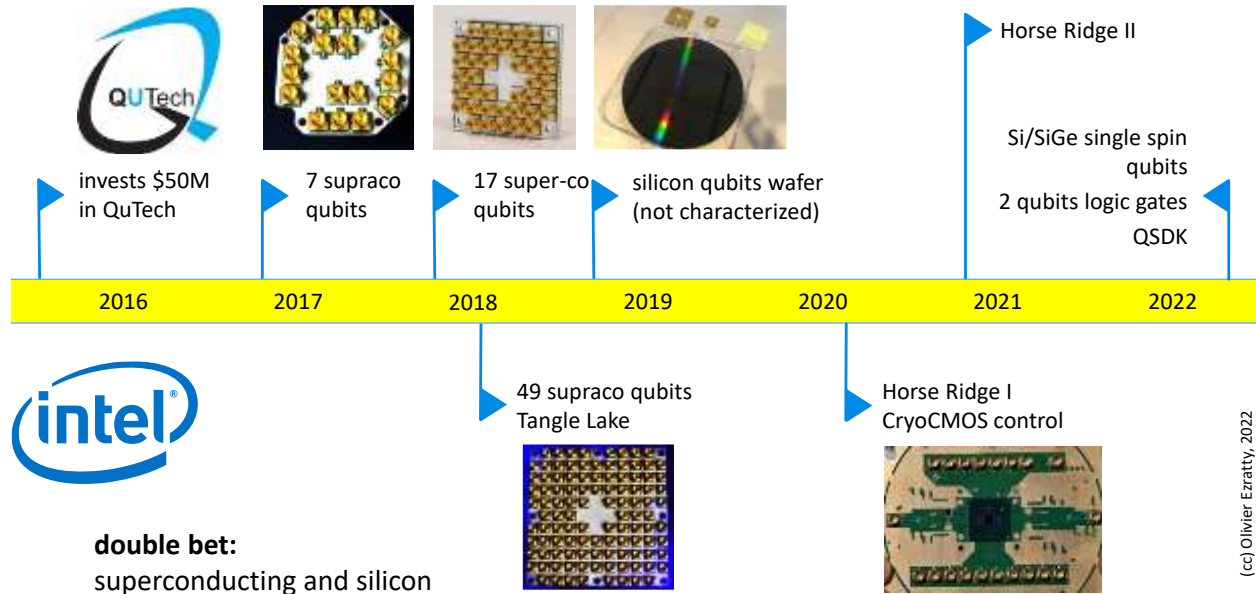 QUTech
invests $50M
in QuTech
7 supraco
qubits
17 super-co
qubits
silicon qubits wafer
(not characterized)
Horse Ridge II
Si/SiGe single spin
qubits
2 qubits logic gates
QSDK
2016
2017
2018
2019
2020
2021
2022
intel®
49 supraco qubits
Tangle Lake
Horse Ridge I
CryoCMOS control
double bet:
superconducting and silicon
(cc) Olivier Ezratty, 2022